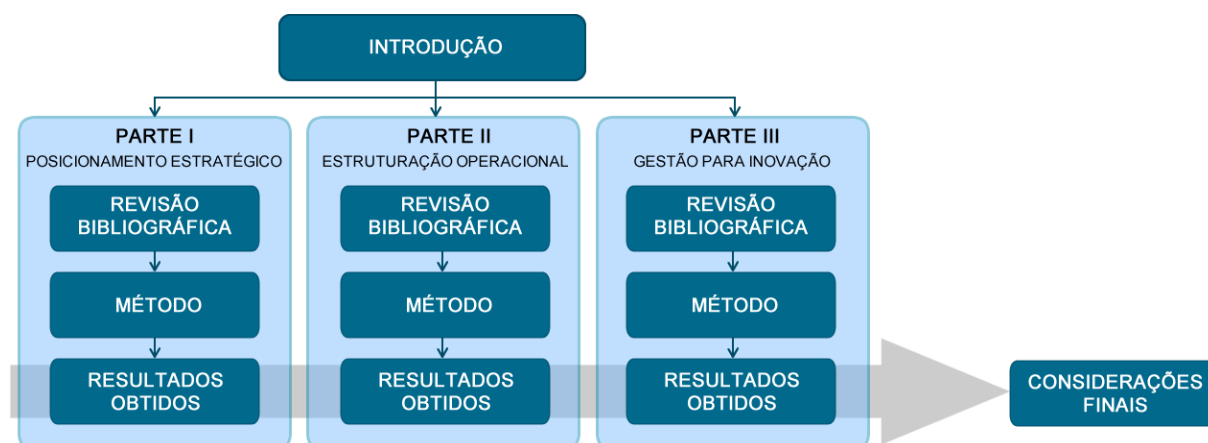 INTRODUÇÃO
PARTE I
POSICIONAMENTO ESTRATÉGICO
REVISÃO
BIBLIOGRÁFICA
MÉTODO
RESULTADOS
OBTIDOS
PARTE II
ESTRUTURAÇÃO OPERACIONAL
REVISÃO
BIBLIOGRÁFICA
MÉTODO
RESULTADOS
OBTIDOS
PARTE III
GESTÃO PARA INOVAÇÃO
REVISÃO
BIBLIOGRÁFICA
MÉTODO
RESULTADOS
OBTIDOS
CONSIDERAÇÕES
FINAIS